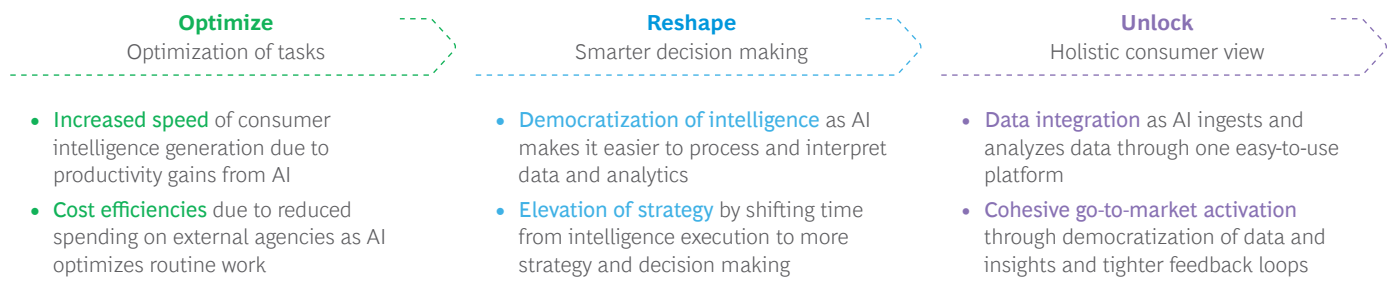 Optimize
Optimization of tasks
• Increased speed of consumer
intelligence generation due to
productivity gains from AI
• Cost efficiencies due to reduced
spending on external agencies as AI
optimizes routine work
Reshape
Smarter decision making
• Democratization of intelligence as AI
makes it easier to process and interpret
data and analytics
• Elevation of strategy by shifting time
from intelligence execution to more
strategy and decision making
Unlock
Holistic consumer view
• Data integration as AI ingests and
analyzes data through one easy-to-use
platform
• Cohesive go-to-market activation
through democratization of data and
insights and tighter feedback loops